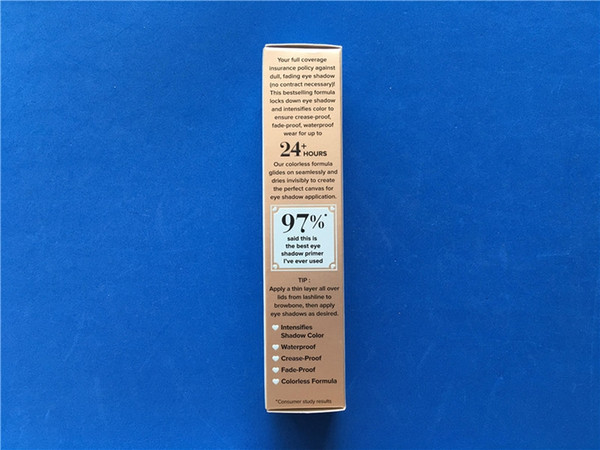 Your full coverage
insurance policy against
dull, fading eye shadow
(no contract necessary)!
This bestselling formula
locks down eye shadow
and intensifies color to
ensure crease-proof,
fade-proof, waterproof
wear for up to
24+ HOURS
Our colorless formula
glides on seamlessly and
dries invisibly to create
the perfect canvas for
eye shadow application.
97%*
said this is
the best eye
shadow primer
i've ever used
TIP :
Apply a thin layer all over
lids from lashline to
browbone, then apply
eye shadows as desired.
Intensifies
Shadow Color
Waterproof
Crease-Proof
Fade-Proof
Colorless Formula
*Consumer study results